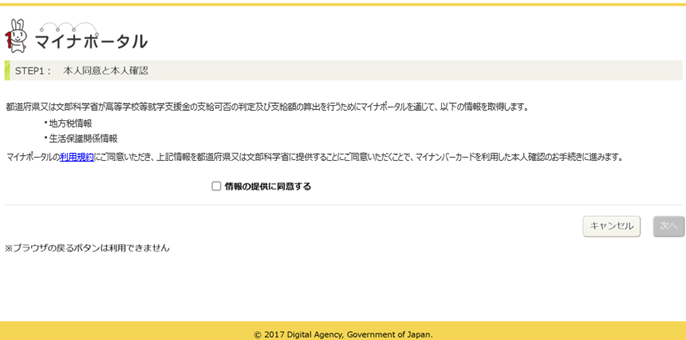 マイナポータル
STEP1： 本人同意と本人確認
都道府県又は文部科学省が高等学校等就学支援金の支給可否の判定及び支給額の算出を行うためにマイナポータルを通じて、以下の情報を取得します。
・地方税情報
・生活保護関係情報
マイナポータルの利用規約にご同意いただき、上記情報を都道府県又は文部科学省に提供することにご同意いただくことで、マイナンバーカードを利用した本人確認のお手続きに進みます。
情報の提供に同意する
キャンセル 次へ
※ブラウザの戻るボタンは利用できません
© 2017 Digital Agency, Government of Japan.